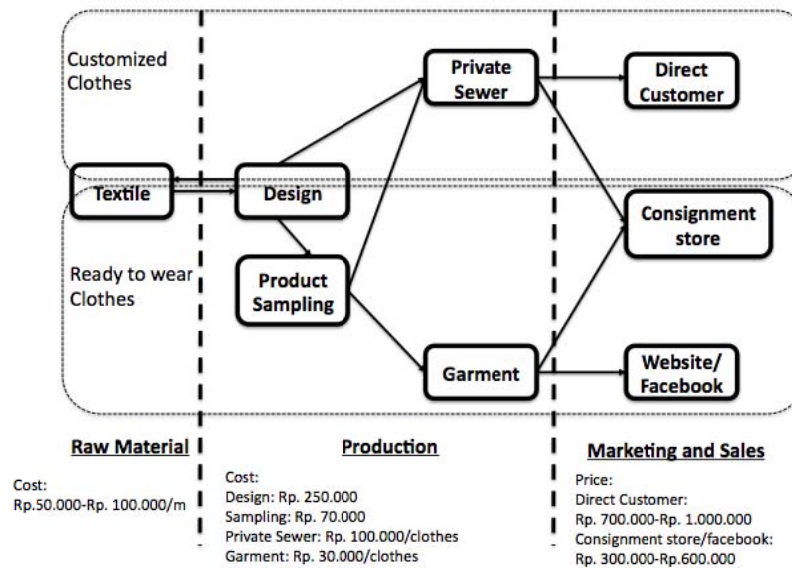 Customized
Clothes
Private
Sewer
Direct
Customer
Textile
Design
Consignment
store
Ready to wear
Clothes
Product
Sampling
Garment
Website/
Facebook
Raw Material
Cost:
Rp.50.000-Rp. 100.000/m
Production
Cost:
Design: Rp. 250.000
Sampling: Rp. 70.000
Private Sewer: Rp. 100.000/clothes
Garment: Rp. 30.000/clothes
Marketing and Sales
Price:
Direct Customer:
Rp. 700.000-Rp. 1.000.000
Consignment store/facebook:
Rp. 300.000-Rp.600.000